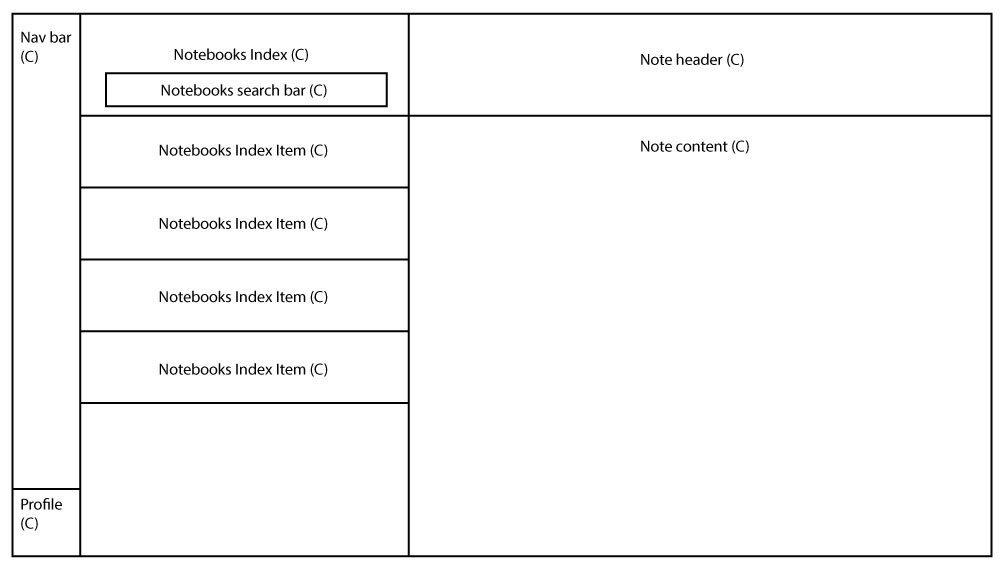 Nav bar
(C)
Notebooks Index (C)
Notebooks search bar (C)
Note header (C)
Notebooks Index Item (C)
Note content (C)
Notebooks Index Item (C)
Notebooks Index Item (C)
Notebooks Index Item (C)
Profile
(C)